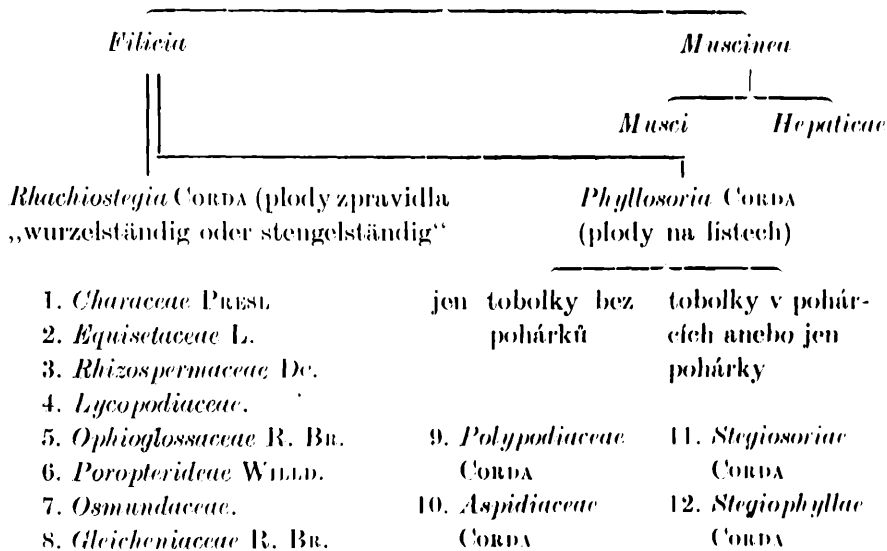 Filicia Muscinea
Musci Hepaticae
Rhachiostegia CORDA (plody zpravidla
„wurzelständig oder stengelständig“
Phyllosoria CORDA
(plody na listech)
1. Characeae PRESL
2. Equisetaceae L.
3. Rhizospermaceae DC.
4. Lycopodiaceae.
5. Ophioglossaceae R. BR.
6. Poropterideae WILLD.
7. Osmundaceae.
8. Gleicheniaceae R. BR.
jen tobolky bez
pohárků
9. Polypodiaceae
CORDA
10. Aspidiaceae
CORDA
tobolky v pohár-
cích anebo jen
pohárky
11. Stegiosoriae
CORDA
12. Stegiophyllae
CORDA